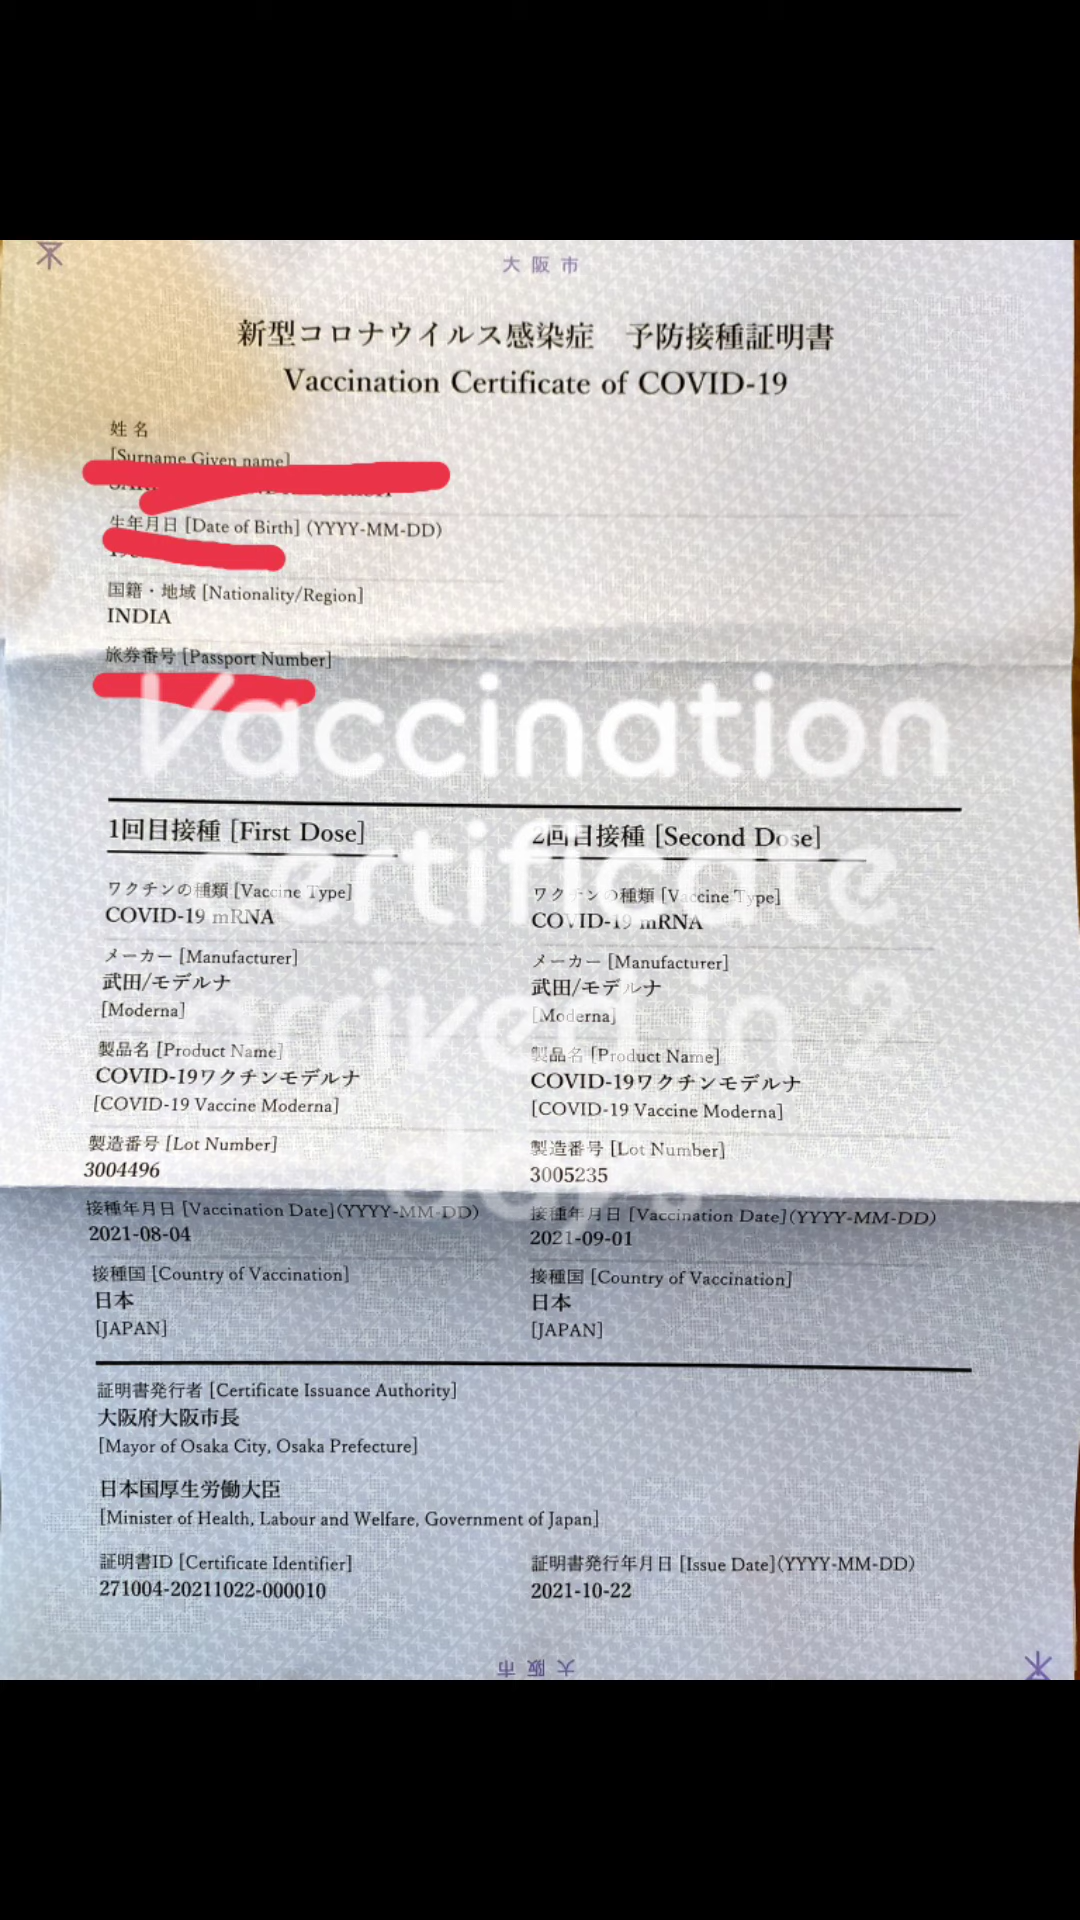 大阪市
新型コロナウイルス感染症 予防接種証明書
Vaccination Certificate of COVID-19
姓 名
[Surname Given name]
生年月日 [Date of Birth] (YYYY-MM-DD)
国籍・地域 [Nationality/Region]
INDIA
旅券番号 [Passport Number]
Vaccination
certificate
arrived in 2
days
1回目接種 [First Dose]
ワクチンの種類 [Vaccine Type]
COVID-19 mRNA
メーカー [Manufacturer]
武田/モデルナ
[Moderna]
製品名 [Product Name]
COVID-19ワクチンモデルナ
[COVID-19 Vaccine Moderna]
製造番号 [Lot Number]
3004496
接種年月日 [Vaccination Date](YYYY-MM-DD)
2021-08-04
接種国 [Country of Vaccination]
日本
[JAPAN]
2回目接種 [Second Dose]
ワクチンの種類 [Vaccine Type]
COVID-19 mRNA
メーカー [Manufacturer]
武田/モデルナ
[Moderna]
製品名 [Product Name]
COVID-19ワクチンモデルナ
[COVID-19 Vaccine Moderna]
製造番号 [Lot Number]
3005235
接種年月日 [Vaccination Date](YYYY-MM-DD)
2021-09-01
接種国 [Country of Vaccination]
日本
[JAPAN]
証明書発行者 [Certificate Issuance Authority]
大阪府大阪市長
[Mayor of Osaka City, Osaka Prefecture]
日本国厚生労働大臣
[Minister of Health, Labour and Welfare, Government of Japan]
証明書ID [Certificate Identifier]
271004-20211022-000010
証明書発行年月日 [Issue Date](YYYY-MM-DD)
2021-10-22
大阪市